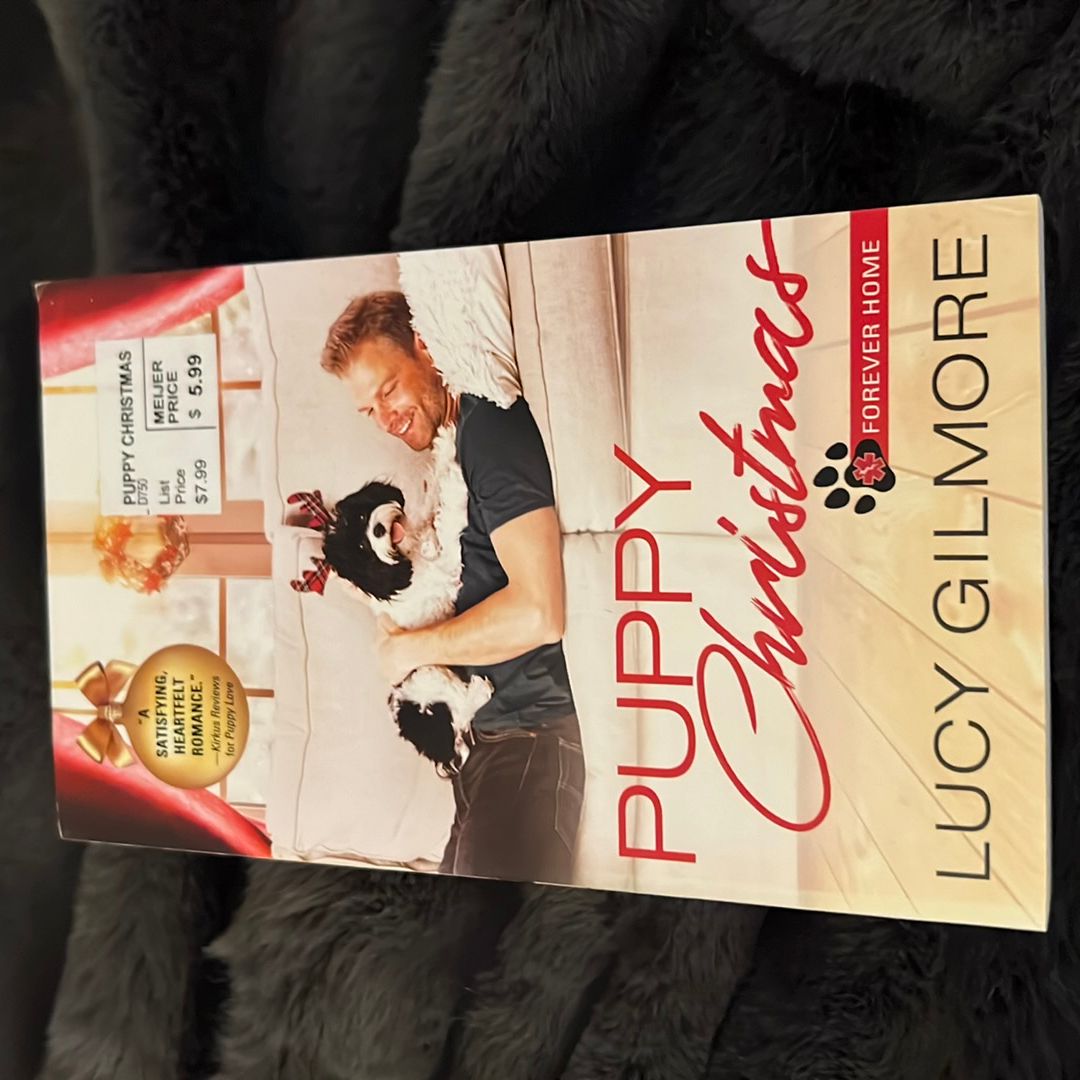 PUPPY CHRISTMAS
D750
List
Price
$7.99
MEIJER
PRICE
$ 5.99
"A
SATISFYING,
HEARTFELT
ROMANCE."
—Kirkus Reviews
for Puppy Love
PUPPY
Christmas
FOREVER HOME
LUCY GILMORE